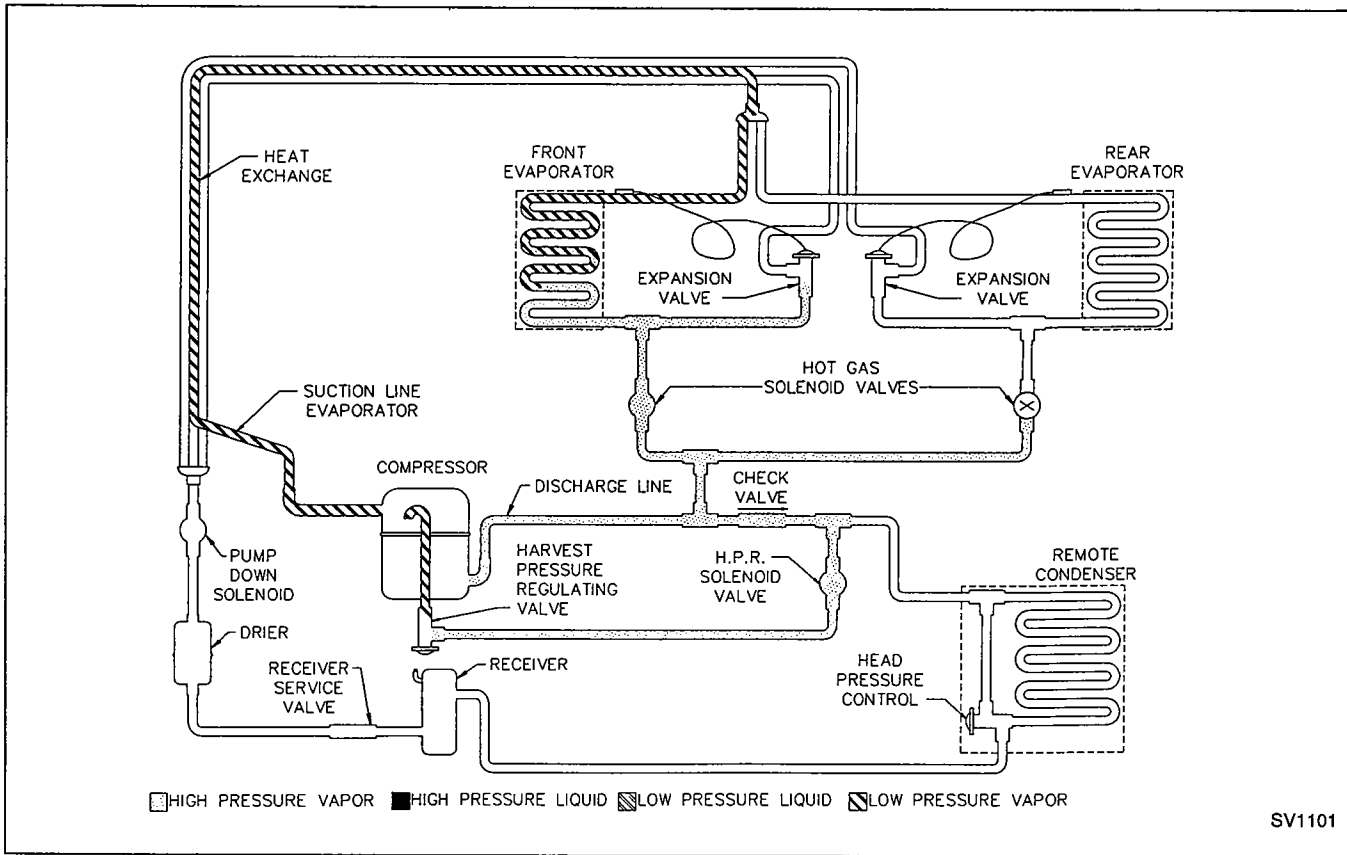 HEAT
EXCHANGE
FRONT
EVAPORATOR
REAR
EVAPORATOR
EXPANSION
VALVE
EXPANSION
VALVE
HOT GAS
SOLENOID VALVES
SUCTION LINE
EVAPORATOR
COMPRESSOR
DISCHARGE LINE
CHECK
VALVE
PUMP
DOWN
SOLENOID
HARVEST
PRESSURE
REGULATING
VALVE
H.P.R.
SOLENOID
VALVE
REMOTE
CONDENSER
DRIER
RECEIVER
SERVICE
VALVE
RECEIVER
HEAD
PRESSURE
CONTROL
HIGH PRESSURE VAPOR HIGH PRESSURE LIQUID LOW PRESSURE LIQUID LOW PRESSURE VAPOR
SV1101